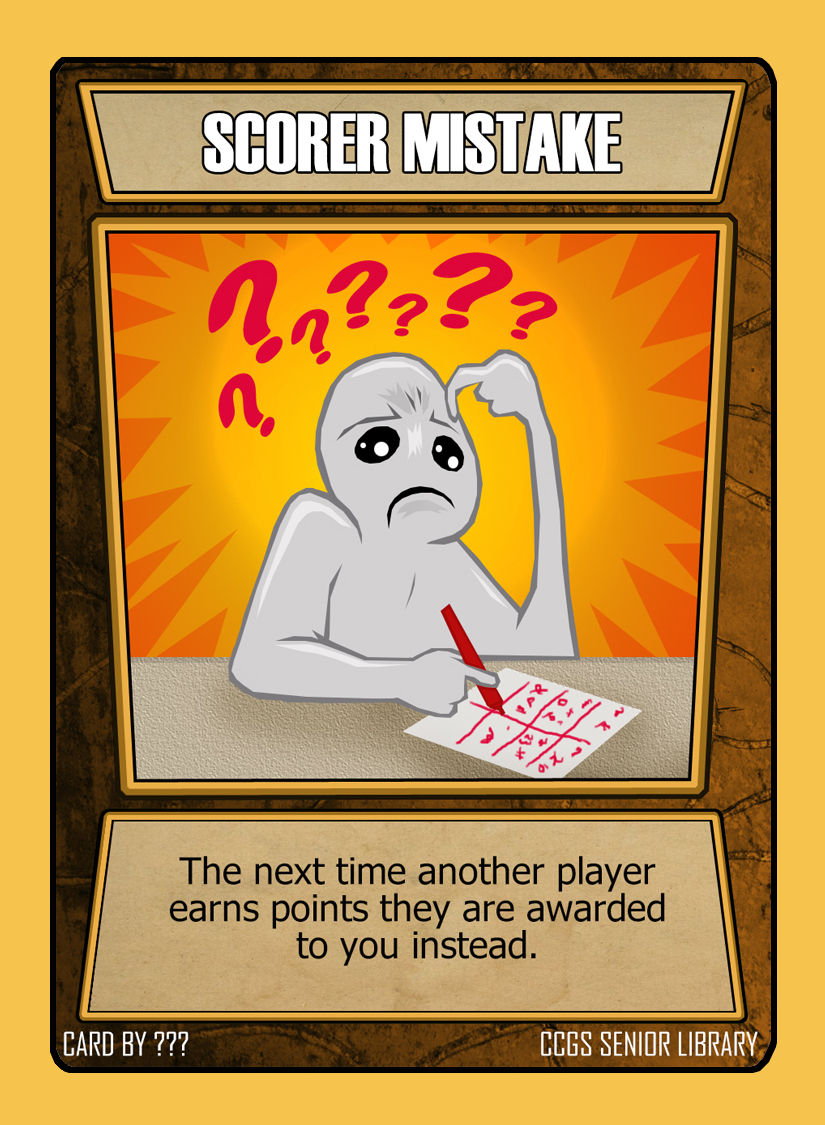 SCORER MISTAKE
The next time another player
earns points they are awarded
to you instead.
CARD BY ???
CCGS SENIOR LIBRARY